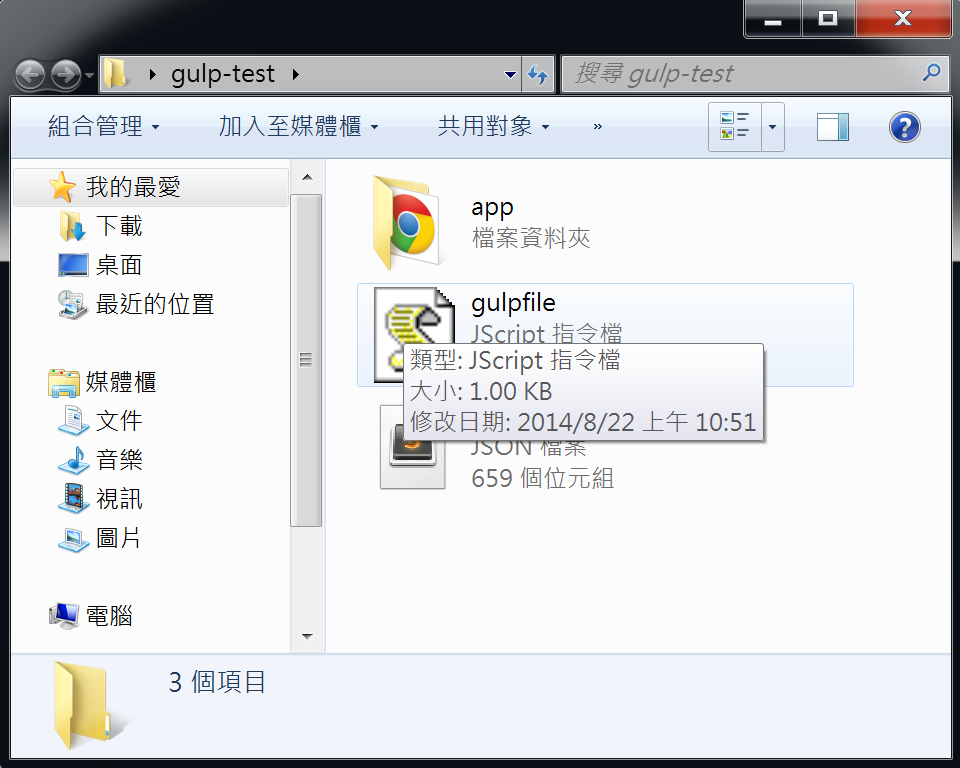 gulp-test
搜尋 gulp-test
組合管理
加入至媒體櫃
共用對象
»
我的最愛
下載
桌面
最近的位置
媒體櫃
文件
音樂
視訊
圖片
電腦
app
檔案資料夾
gulpfile
JScript 指令檔
類型: JScript 指令檔
大小: 1.00 KB
修改日期: 2014/8/22 上午 10:51
JSON 檔案
659 個位元組
3 個項目